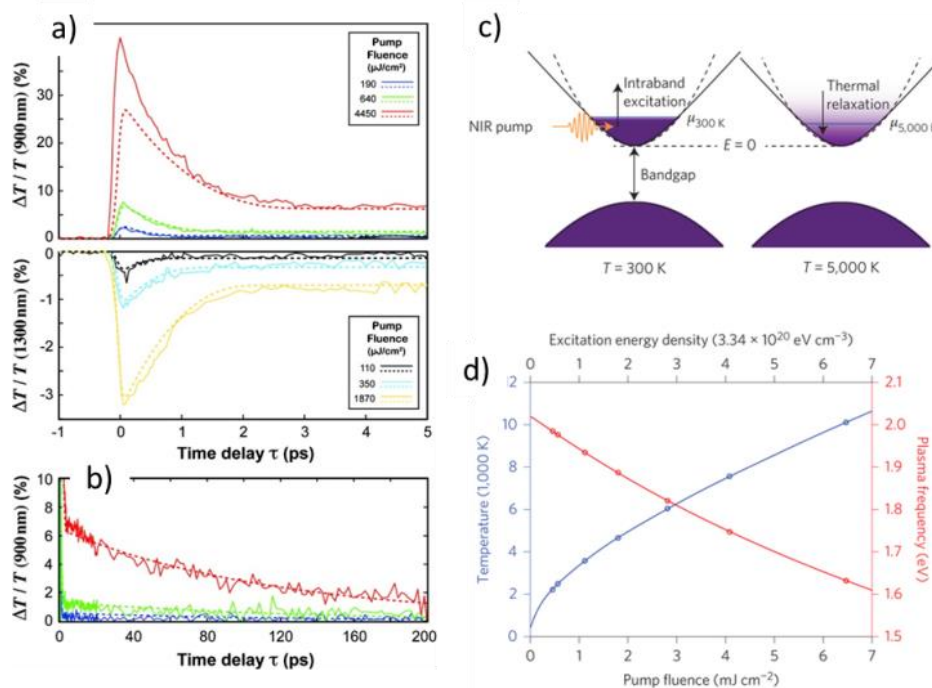 a)
Pump
Fluence
(μJ/cm²)
190
640
4450
ΔT / T (900nm) (%)
30
20
10
0
ΔT / T (1300nm) (%)
0
-1
-2
-3
Pump
Fluence
(μJ/cm²)
110
350
1870
-1 0 1 2 3 4 5
Time delay τ (ps)
b)
ΔT / T (900nm) (%)
10
8
6
4
2
0
0 40 80 120 160 200
Time delay τ (ps)
c)
Intraband
excitation
NIR pump
μ300 K
E = 0
Bandgap
T = 300 K
Thermal
relaxation
μ5,000 K
T = 5,000 K
d)
Excitation energy density (3.34 × 10²⁰ eV cm⁻³)
0 1 2 3 4 5 6 7
Temperature (1,000 K)
2
10
8
6
4
2
0
Plasma frequency (eV)
2.1
2.0
1.9
1.8
1.7
1.6
1.5
0 1 2 3 4 5 6 7
Pump fluence (mJ cm⁻²)